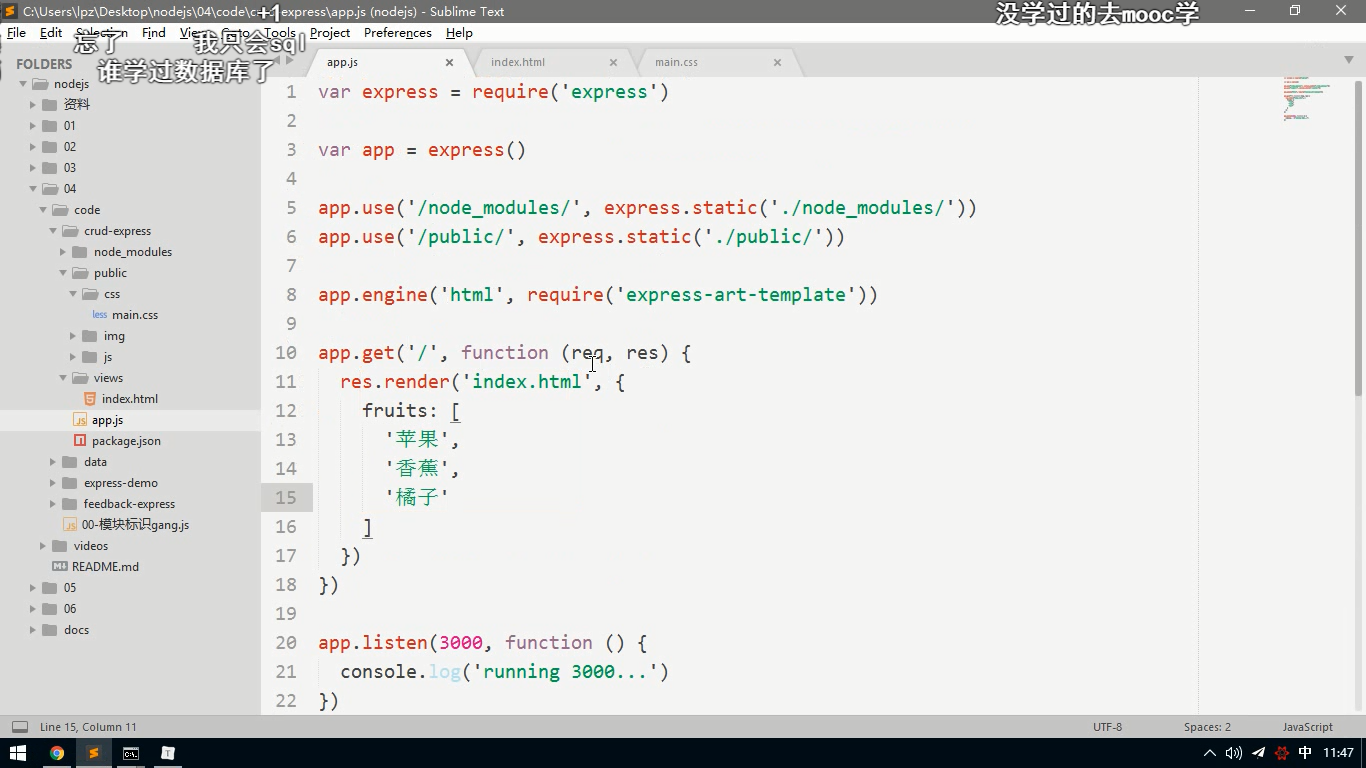 C:\Users\lpz\Desktop\nodejs\04\code\c express\app.js (nodejs) - Sublime Text
+1
没学过的去mooc学
File Edit Selection Find Goto Tools Project Preferences Help
忘了
我只会sql
谁学过数据库了
FOLDERS
nodejs
资料
01
02
03
04
code
crud-express
node_modules
public
css
less main.css
img
js
views
index.html
app.js
package.json
data
express-demo
feedback-express
00-模块标识gang.js
videos
README.md
05
06
docs
app.js
index.html
main.css
1 var express = require('express')
2
3 var app = express()
4
5 app.use('/node_modules/', express.static('./node_modules/'))
6 app.use('/public/', express.static('./public/'))
7
8 app.engine('html', require('express-art-template'))
9
10 app.get('/', function (req, res) {
11 res.render('index.html', {
12 fruits: [
13 '苹果',
14 '香蕉',
15 '橘子'
16 ]
17 })
18 })
19
20 app.listen(3000, function () {
21 console.log('running 3000...')
22 })
Line 15, Column 11
UTF-8
Spaces: 2
JavaScript
中
11:47